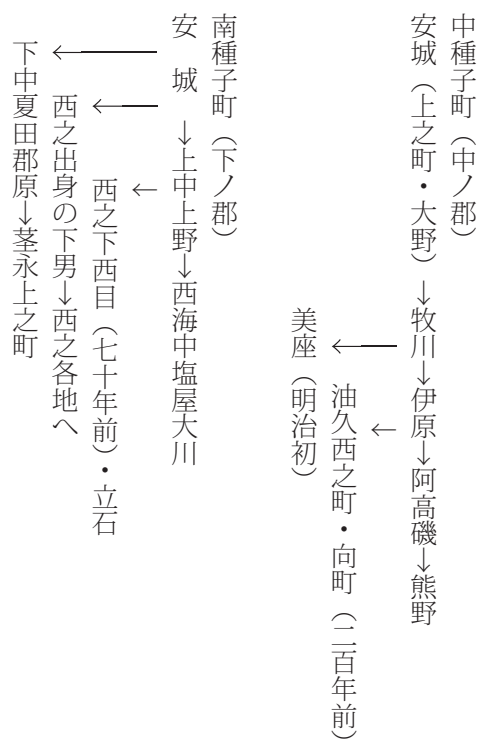 中種子町（中ノ郡）
安城（上之町・大野）→牧川→伊原→阿高磯→熊野
↓
油久西之町・向町（二百年前）
↓
美座（明治初）
南種子町（下ノ郡）
安　城　→上中上野→西海中塩屋大川
↓
西之下西目（七十年前）・立石
↓
西之出身の下男→西之各地へ
↓
下中夏田郡原→茎永上之町